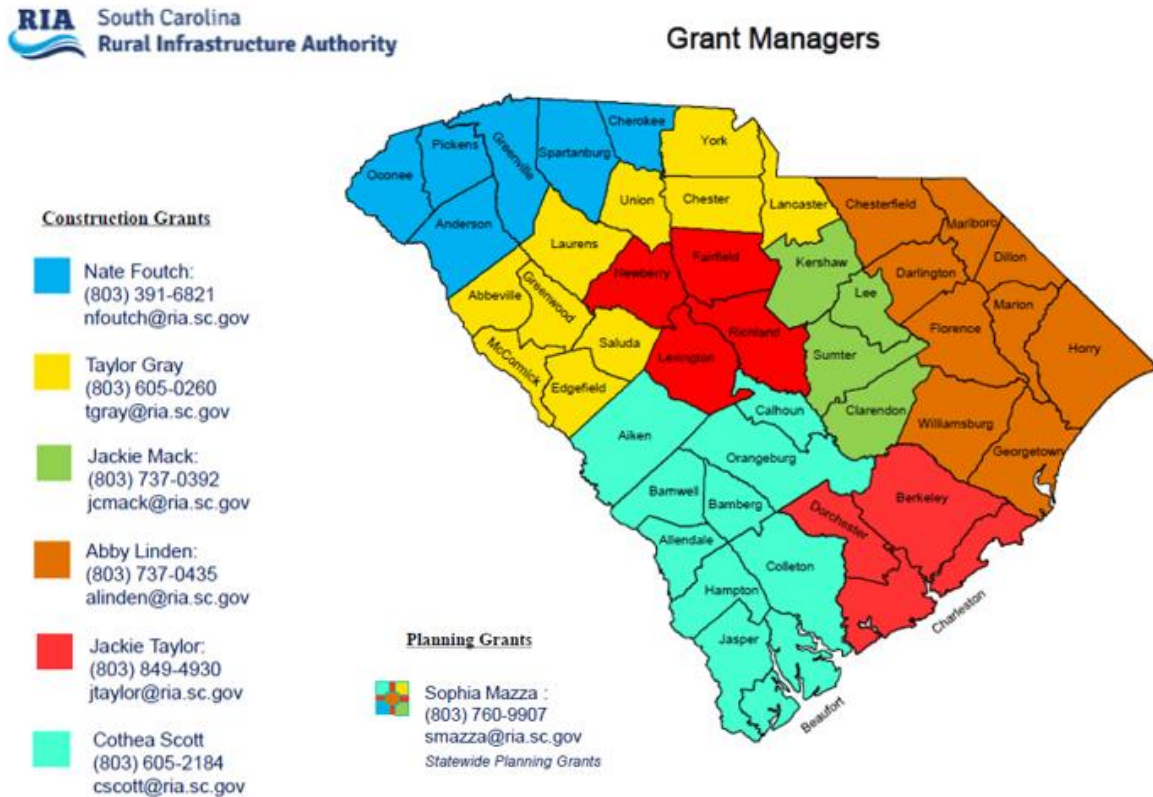 RIA South Carolina
Rural Infrastructure Authority
Grant Managers
Construction Grants
Nate Foutch:
(803) 391-6821
nfoutch@ria.sc.gov
Taylor Gray
(803) 605-0260
tgray@ria.sc.gov
Jackie Mack:
(803) 737-0392
jcmack@ria.sc.gov
Abby Linden:
(803) 737-0435
alinden@ria.sc.gov
Jackie Taylor:
(803) 849-4930
jtaylor@ria.sc.gov
Cothea Scott
(803) 605-2184
cscott@ria.sc.gov
Planning Grants
Sophia Mazza :
(803) 760-9907
smazza@ria.sc.gov
Statewide Planning Grants
Cherokee
York
Pickens
Greenville
Spartanburg
Oconee
Union
Chester
Lancaster
Chesterfield
Marlboro
Anderson
Laurens
Dillon
Newberry
Fairfield
Kershaw
Darlington
Abbeville
Greenwood
Lee
Marion
Richland
Florence
Saluda
Lexington
Sumter
Horry
McCormick
Edgefield
Calhoun
Clarendon
Williamsburg
Aiken
Orangeburg
Georgetown
Barnwell
Bamberg
Berkeley
Dorchester
Allendale
Colleton
Hampton
Charleston
Jasper
Beaufort